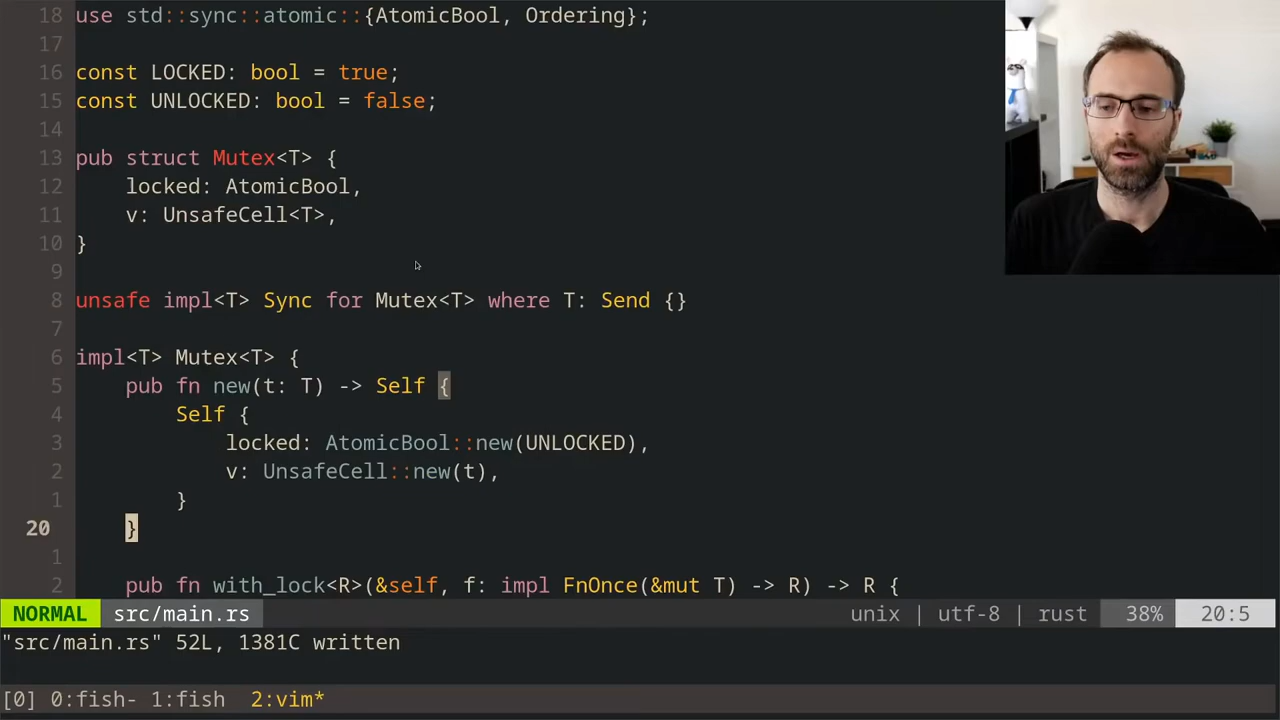 18 use std::sync::atomic::{AtomicBool, Ordering};
17
16 const LOCKED: bool = true;
15 const UNLOCKED: bool = false;
14
13 pub struct Mutex<T> {
12     locked: AtomicBool,
11     v: UnsafeCell<T>,
10 }
9
8 unsafe impl<T> Sync for Mutex<T> where T: Send {}
7
6 impl<T> Mutex<T> {
5     pub fn new(t: T) -> Self {
4         Self {
3             locked: AtomicBool::new(UNLOCKED),
2             v: UnsafeCell::new(t),
1         }
20     }
1
2     pub fn with_lock<R>(&self, f: impl FnOnce(&mut T) -> R) -> R {
NORMAL src/main.rs unix | utf-8 | rust 38% 20:5
"src/main.rs" 52L, 1381C written
[0] 0:fish- 1:fish 2:vim*